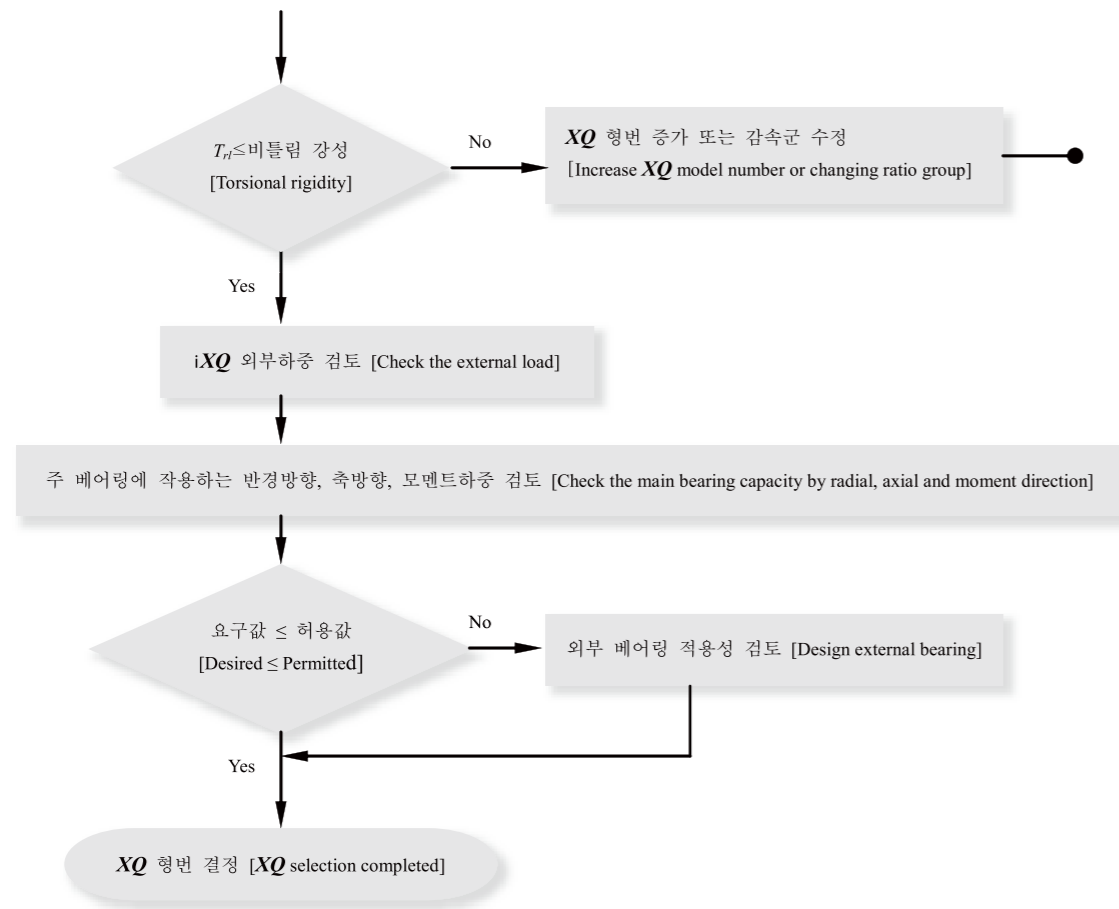 T_rl≤비틀림 강성
[Torsional rigidity]
No
XQ 형번 증가 또는 감속군 수정
[Increase XQ model number or changing ratio group]
Yes
iXQ 외부하중 검토 [Check the external load]
주 베어링에 작용하는 반경방향, 축방향, 모멘트하중 검토 [Check the main bearing capacity by radial, axial and moment direction]
요구값 ≤ 허용값
[Desired ≤ Permitted]
No
외부 베어링 적용성 검토 [Design external bearing]
Yes
XQ 형번 결정 [XQ selection completed]